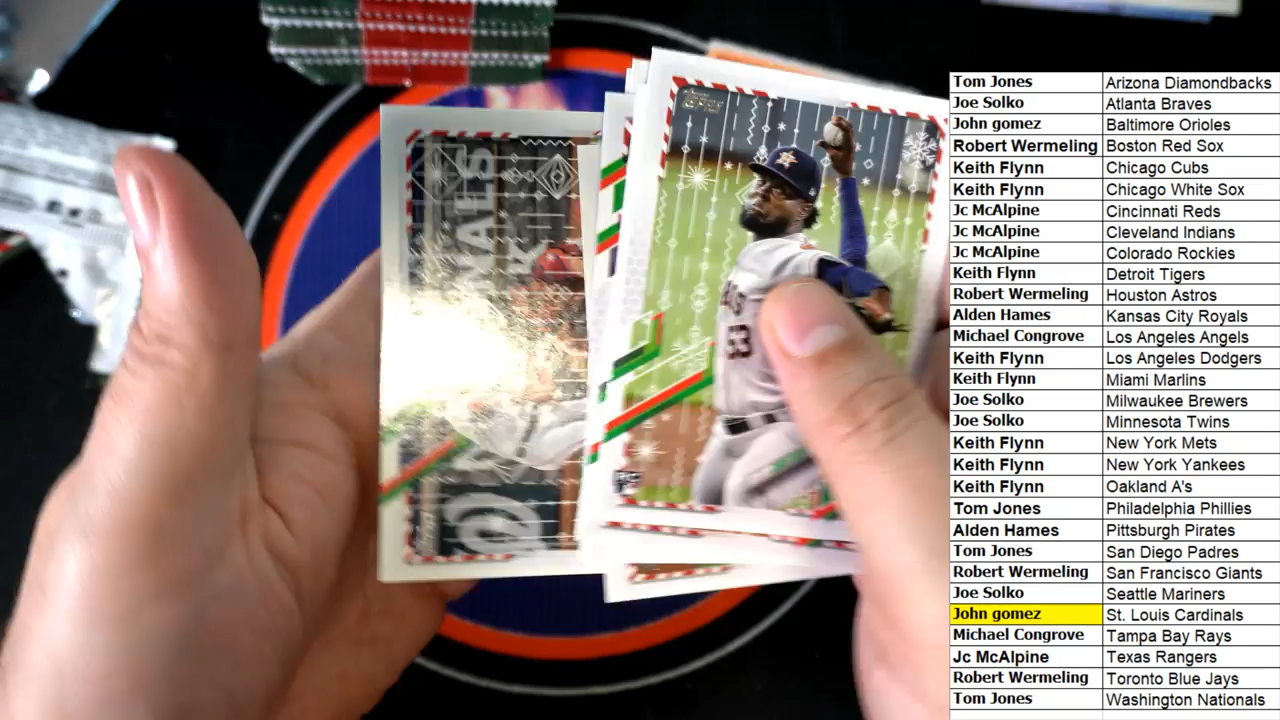 TOPPS
NALS
53
RC
Tom Jones Arizona Diamondbacks
Joe Solko Atlanta Braves
John gomez Baltimore Orioles
Robert Wermeling Boston Red Sox
Keith Flynn Chicago Cubs
Keith Flynn Chicago White Sox
Jc McAlpine Cincinnati Reds
Jc McAlpine Cleveland Indians
Jc McAlpine Colorado Rockies
Keith Flynn Detroit Tigers
Robert Wermeling Houston Astros
Alden Hames Kansas City Royals
Michael Congrove Los Angeles Angels
Keith Flynn Los Angeles Dodgers
Keith Flynn Miami Marlins
Joe Solko Milwaukee Brewers
Joe Solko Minnesota Twins
Keith Flynn New York Mets
Keith Flynn New York Yankees
Keith Flynn Oakland A's
Tom Jones Philadelphia Phillies
Alden Hames Pittsburgh Pirates
Tom Jones San Diego Padres
Robert Wermeling San Francisco Giants
Joe Solko Seattle Mariners
John gomez St. Louis Cardinals
Michael Congrove Tampa Bay Rays
Jc McAlpine Texas Rangers
Robert Wermeling Toronto Blue Jays
Tom Jones Washington Nationals